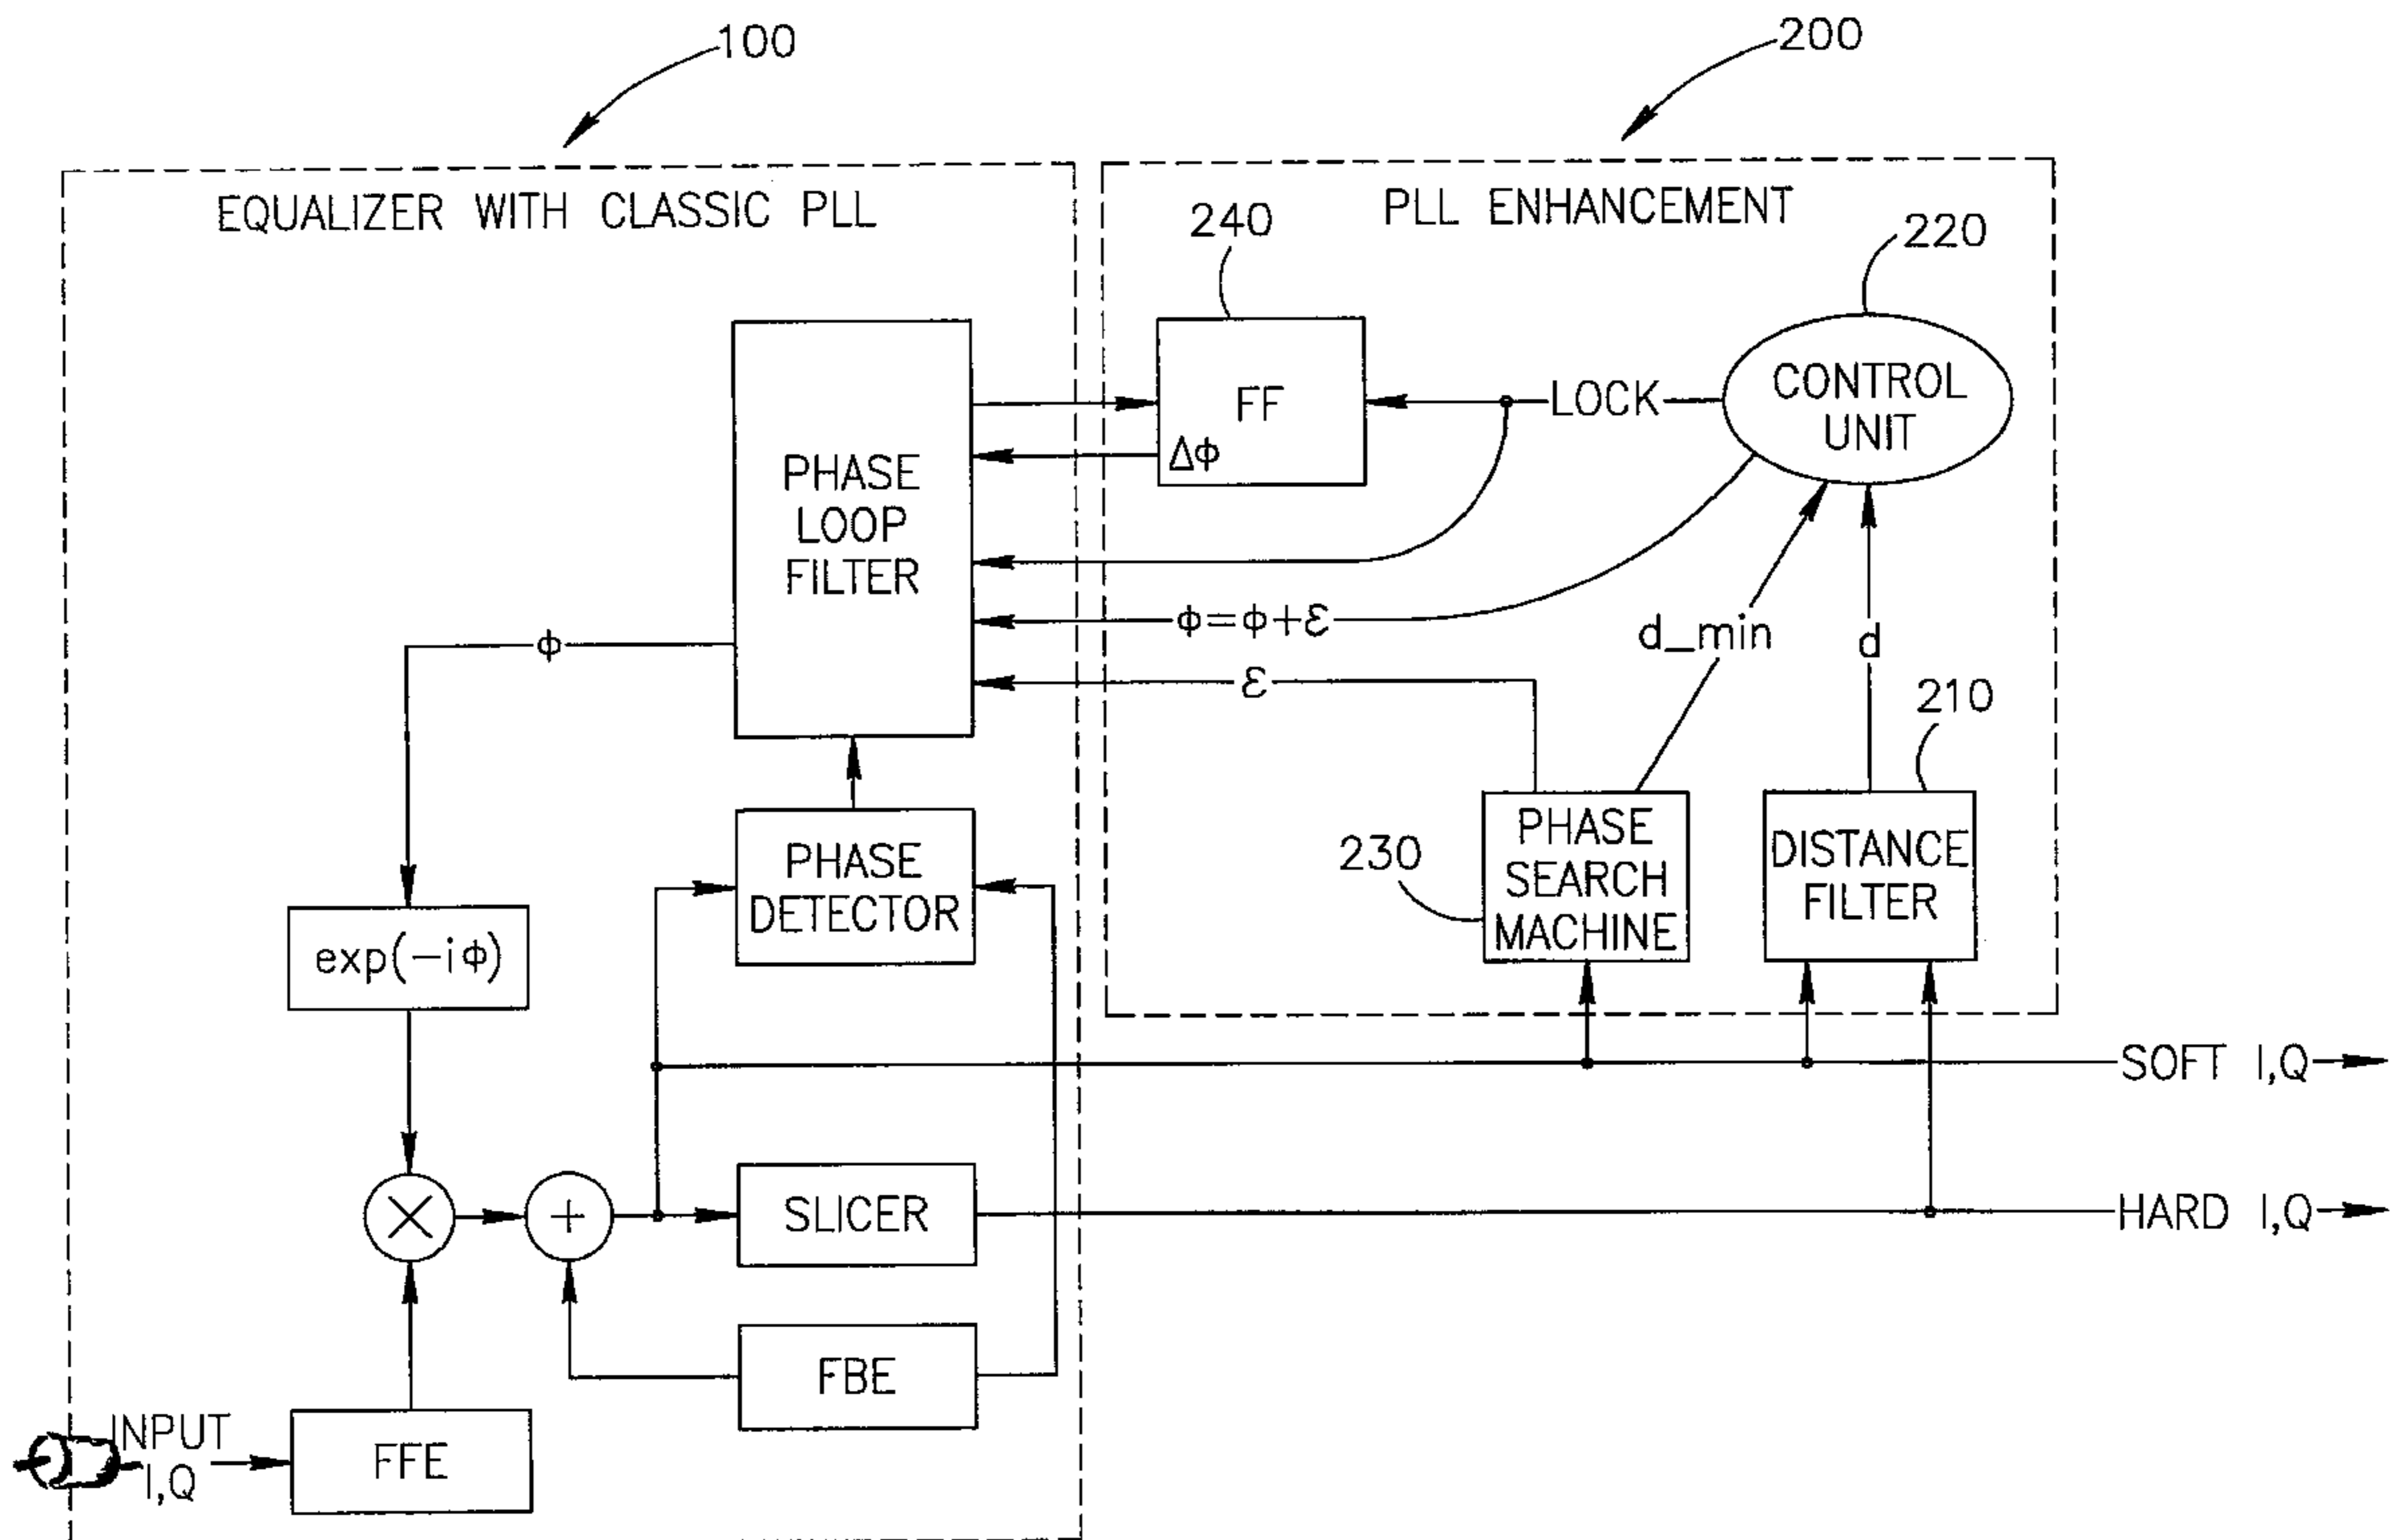 100
200
EQUALIZER WITH CLASSIC PLL
PLL ENHANCEMENT
240
220
FF
Δϕ
LOCK
CONTROL
UNIT
PHASE
LOOP
FILTER
ϕ=ϕ+ε
d_min
d
ϕ
ε
210
230
PHASE
SEARCH
MACHINE
DISTANCE
FILTER
PHASE
DETECTOR
exp(-iϕ)
SOFT I,Q
×
+
SLICER
HARD I,Q
FBE
INPUT
I,Q
FFE